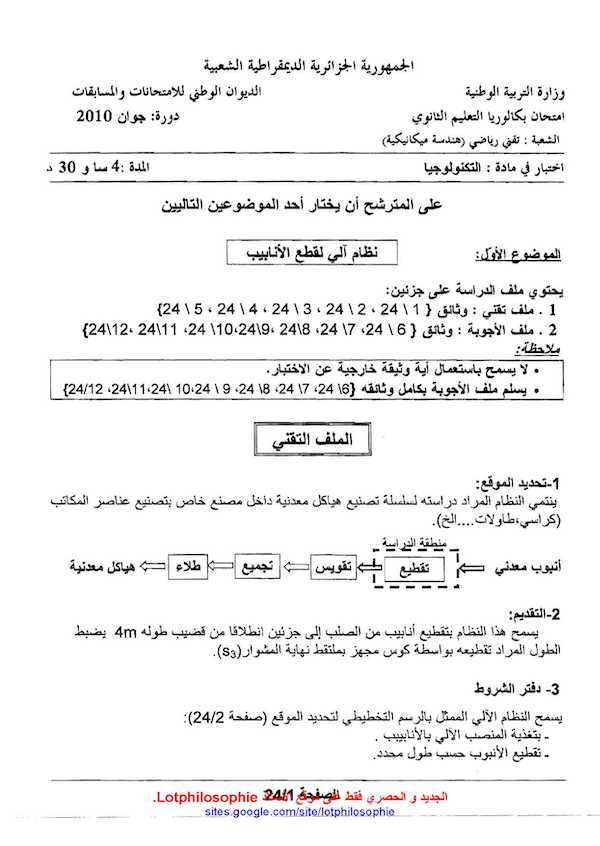 الجمهورية الجزائرية الديمقراطية الشعبية
وزارة التربية الوطنية الديوان الوطني للامتحانات والمسابقات
امتحان بكالوريا التعليم الثانوي دورة: جوان 2010
الشعبة : تقني رياضي (هندسة ميكانيكية)
اختبار في مادة : التكنولوجيا المدة :4 سا و 30 د
على المترشح أن يختار أحد الموضوعين التاليين
الموضوع الأول: نظام آلي لقطع الأنابيب
يحتوي ملف الدراسة على جزئين:
1 . ملف تقني : وثائق { 1 \ 24 ، 2 \ 24 ، 3 \ 24 ، 4 \ 24 ، 5 \ 24}
2 . ملف الأجوبة : وثائق { 6 \ 24، 7\ 24، 8\ 24، 9\24، 10\24، 11\ 24، 12\24}
ملاحظة:
• لا يسمح باستعمال أية وثيقة خارجية عن الاختبار.
• يسلم ملف الأجوبة بكامل وثائقه {6\ 24، 7\ 24، 8\ 24، 9 \ 24، 10 \24، 11\24، 24/12}
الملف التقني
1-تحديد الموقع:
ينتمي النظام المراد دراسته لسلسلة تصنيع هياكل معدنية داخل مصنع خاص بتصنيع عناصر المكاتب
(كراسي،طاولات....الخ).
منطقة الدراسة
أنبوب معدني تقطيع تقويس تجميع طلاء هياكل معدنية
2-التقديم:
يسمح هذا النظام بتقطيع أنابيب من الصلب إلى جزئين انطلاقا من قضيب طوله 4m يضبط
الطول المراد تقطيعه بواسطة كوس مجهز بملتقط نهاية المشوار(s3).
3- دفتر الشروط
يسمح النظام الآلي الممثل بالرسم التخطيطي لتحديد الموقع (صفحة 24/2):
ـ بتغذية المنصب الآلي بالأنابييب .
ـ تقطيع الأنبوب حسب طول محدد.
الصفحة 24/1
الجديد و الحصري فقط على موقع Lotphilosophie.
sites.google.com/site/lotphilosophie